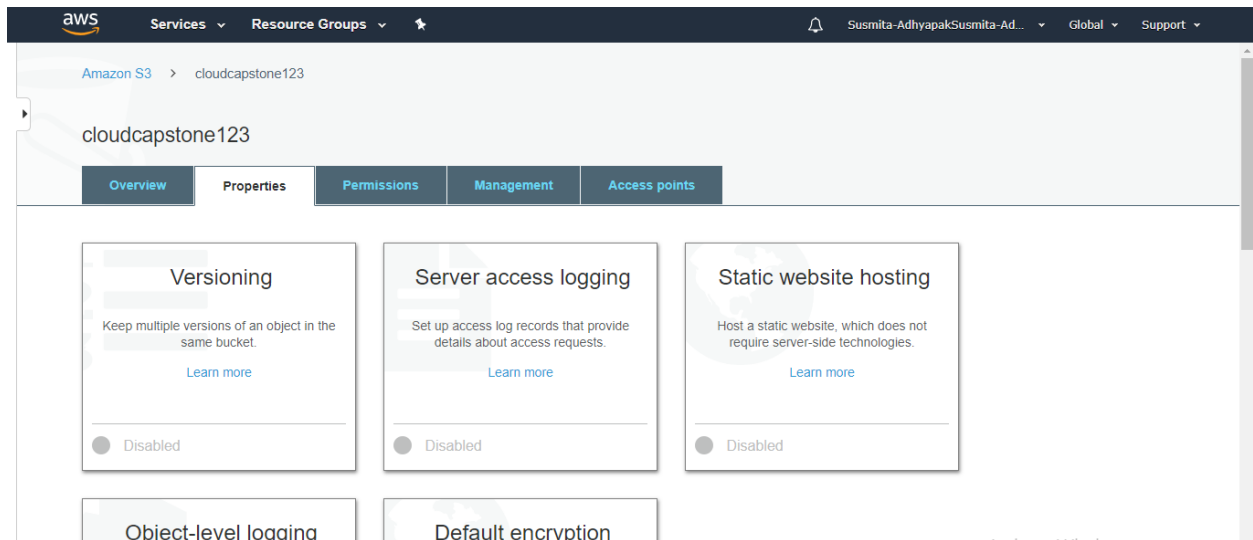 aws Services Resource Groups Susmita-AdhyapakSusmita-Ad... Global Support
Amazon S3 > cloudcapstone123
cloudcapstone123
Overview Properties Permissions Management Access points
Versioning
Keep multiple versions of an object in the
same bucket.
Learn more
Disabled
Server access logging
Set up access log records that provide
details about access requests.
Learn more
Disabled
Static website hosting
Host a static website, which does not
require server-side technologies.
Learn more
Disabled
Object-level logging
Default encryption